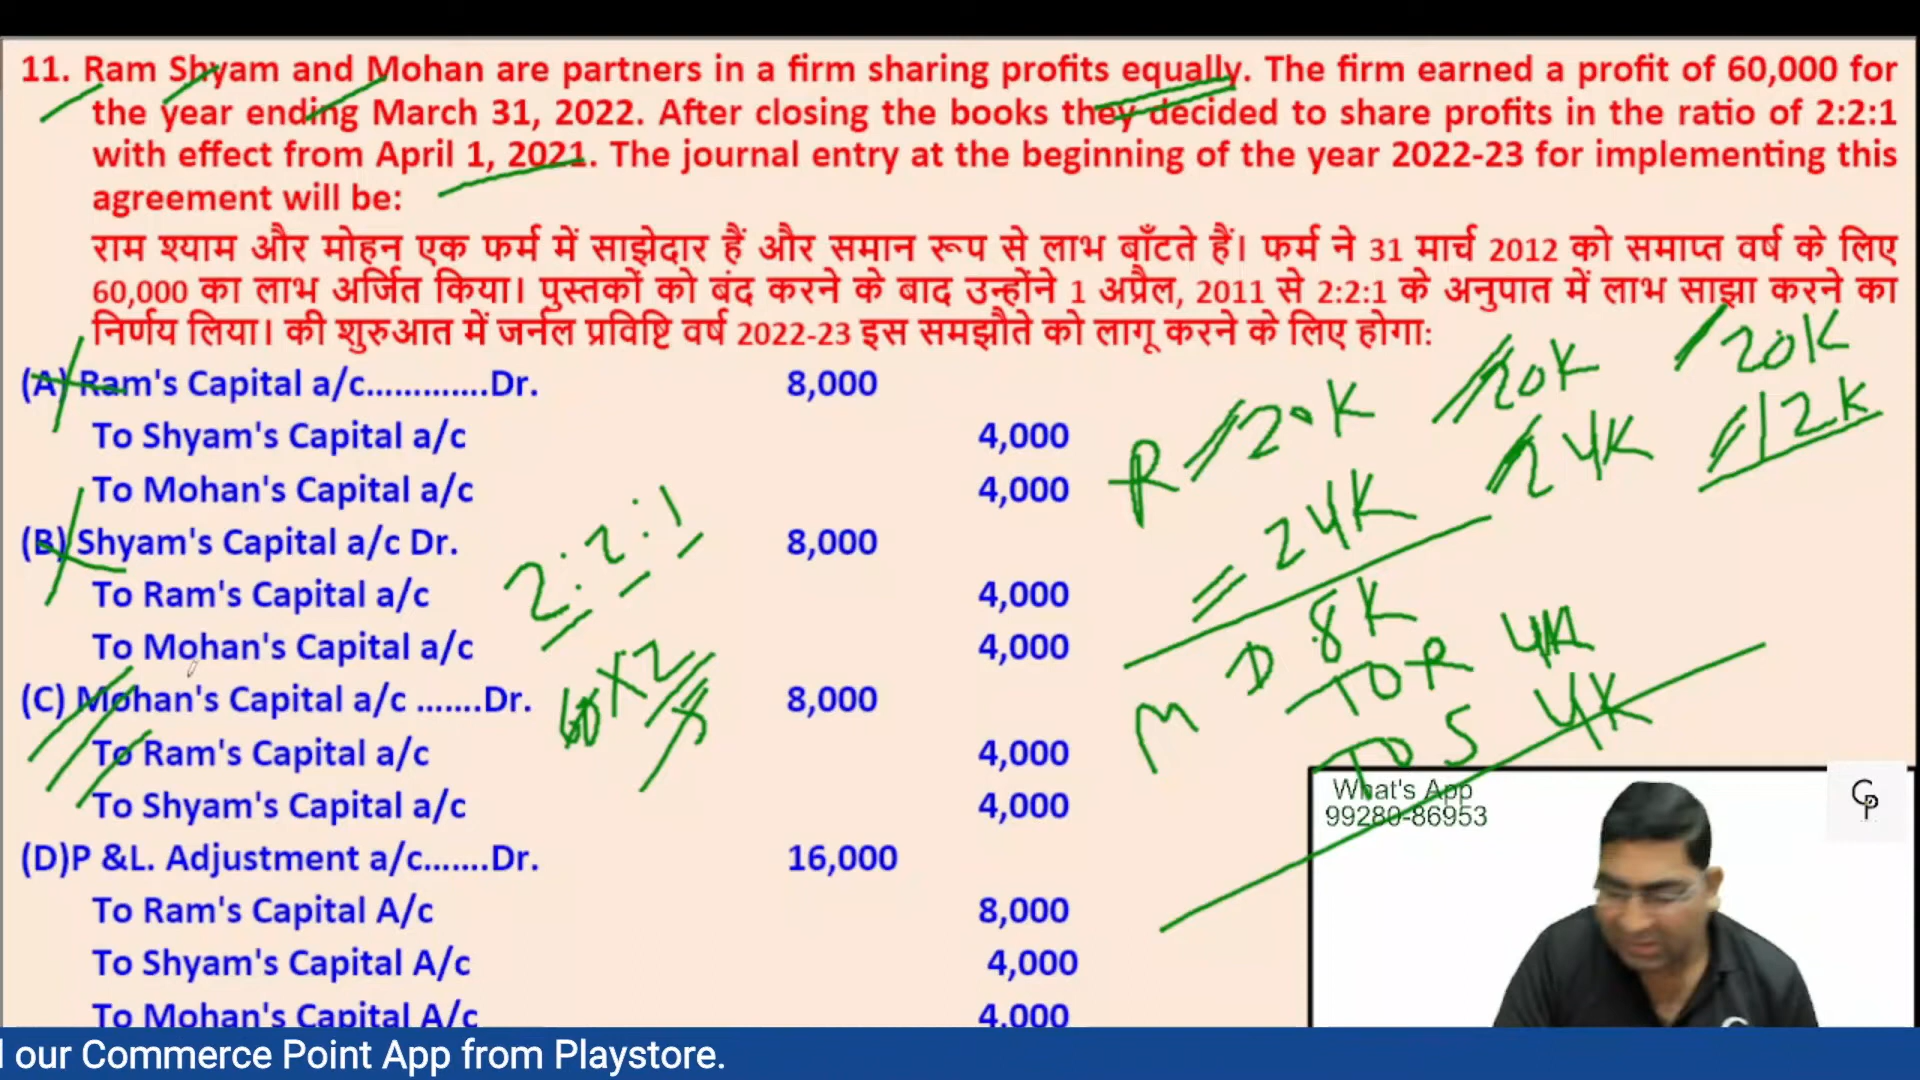 11. Ram Shyam and Mohan are partners in a firm sharing profits equally. The firm earned a profit of 60,000 for
the year ending March 31, 2022. After closing the books they decided to share profits in the ratio of 2:2:1
with effect from April 1, 2021. The journal entry at the beginning of the year 2022-23 for implementing this
agreement will be:
राम श्याम और मोहन एक फर्म में साझेदार हैं और समान रूप से लाभ बाँटते हैं। फर्म ने 31 मार्च 2012 को समाप्त वर्ष के लिए
60,000 का लाभ अर्जित किया। पुस्तकों को बंद करने के बाद उन्होंने 1 अप्रैल, 2011 से 2:2:1 के अनुपात में लाभ साझा करने का
निर्णय लिया। की शुरुआत में जर्नल प्रविष्टि वर्ष 2022-23 इस समझौते को लागू करने के लिए होगा:
(A) Ram's Capital a/c.............Dr. 8,000
To Shyam's Capital a/c 4,000
To Mohan's Capital a/c 4,000
(B) Shyam's Capital a/c Dr. 8,000
To Ram's Capital a/c 4,000
To Mohan's Capital a/c 4,000
(C) Mohan's Capital a/c .......Dr. 8,000
To Ram's Capital a/c 4,000
To Shyam's Capital a/c 4,000
(D)P &L. Adjustment a/c.......Dr. 16,000
To Ram's Capital A/c 8,000
To Shyam's Capital A/c 4,000
To Mohan's Capital A/c 4,000
2:2:1
60 X 2/5
R 20K 20K 20K
24K 24K 12K
M D 8K
TO R 4K
TO S 4K
What's App
99280-86953
CP
our Commerce Point App from Playstore.